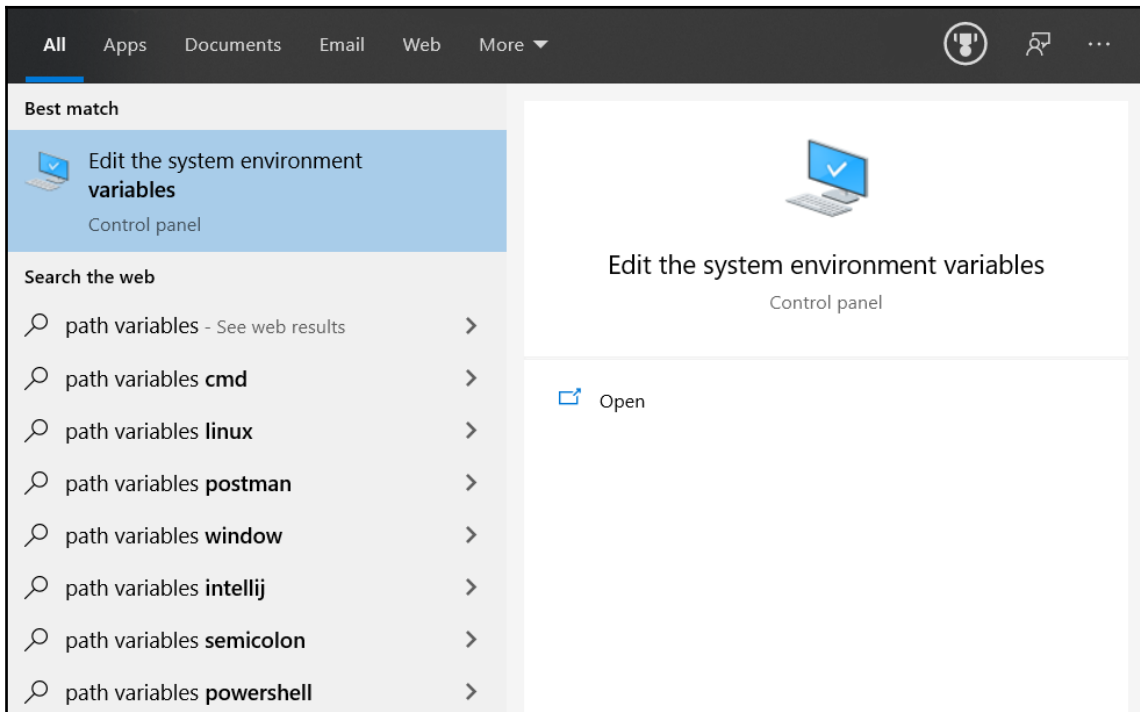 All Apps Documents Email Web More
Best match
Edit the system environment
variables
Control panel
Search the web
path variables - See web results
path variables cmd
path variables linux
path variables postman
path variables window
path variables intellij
path variables semicolon
path variables powershell
Edit the system environment variables
Control panel
Open